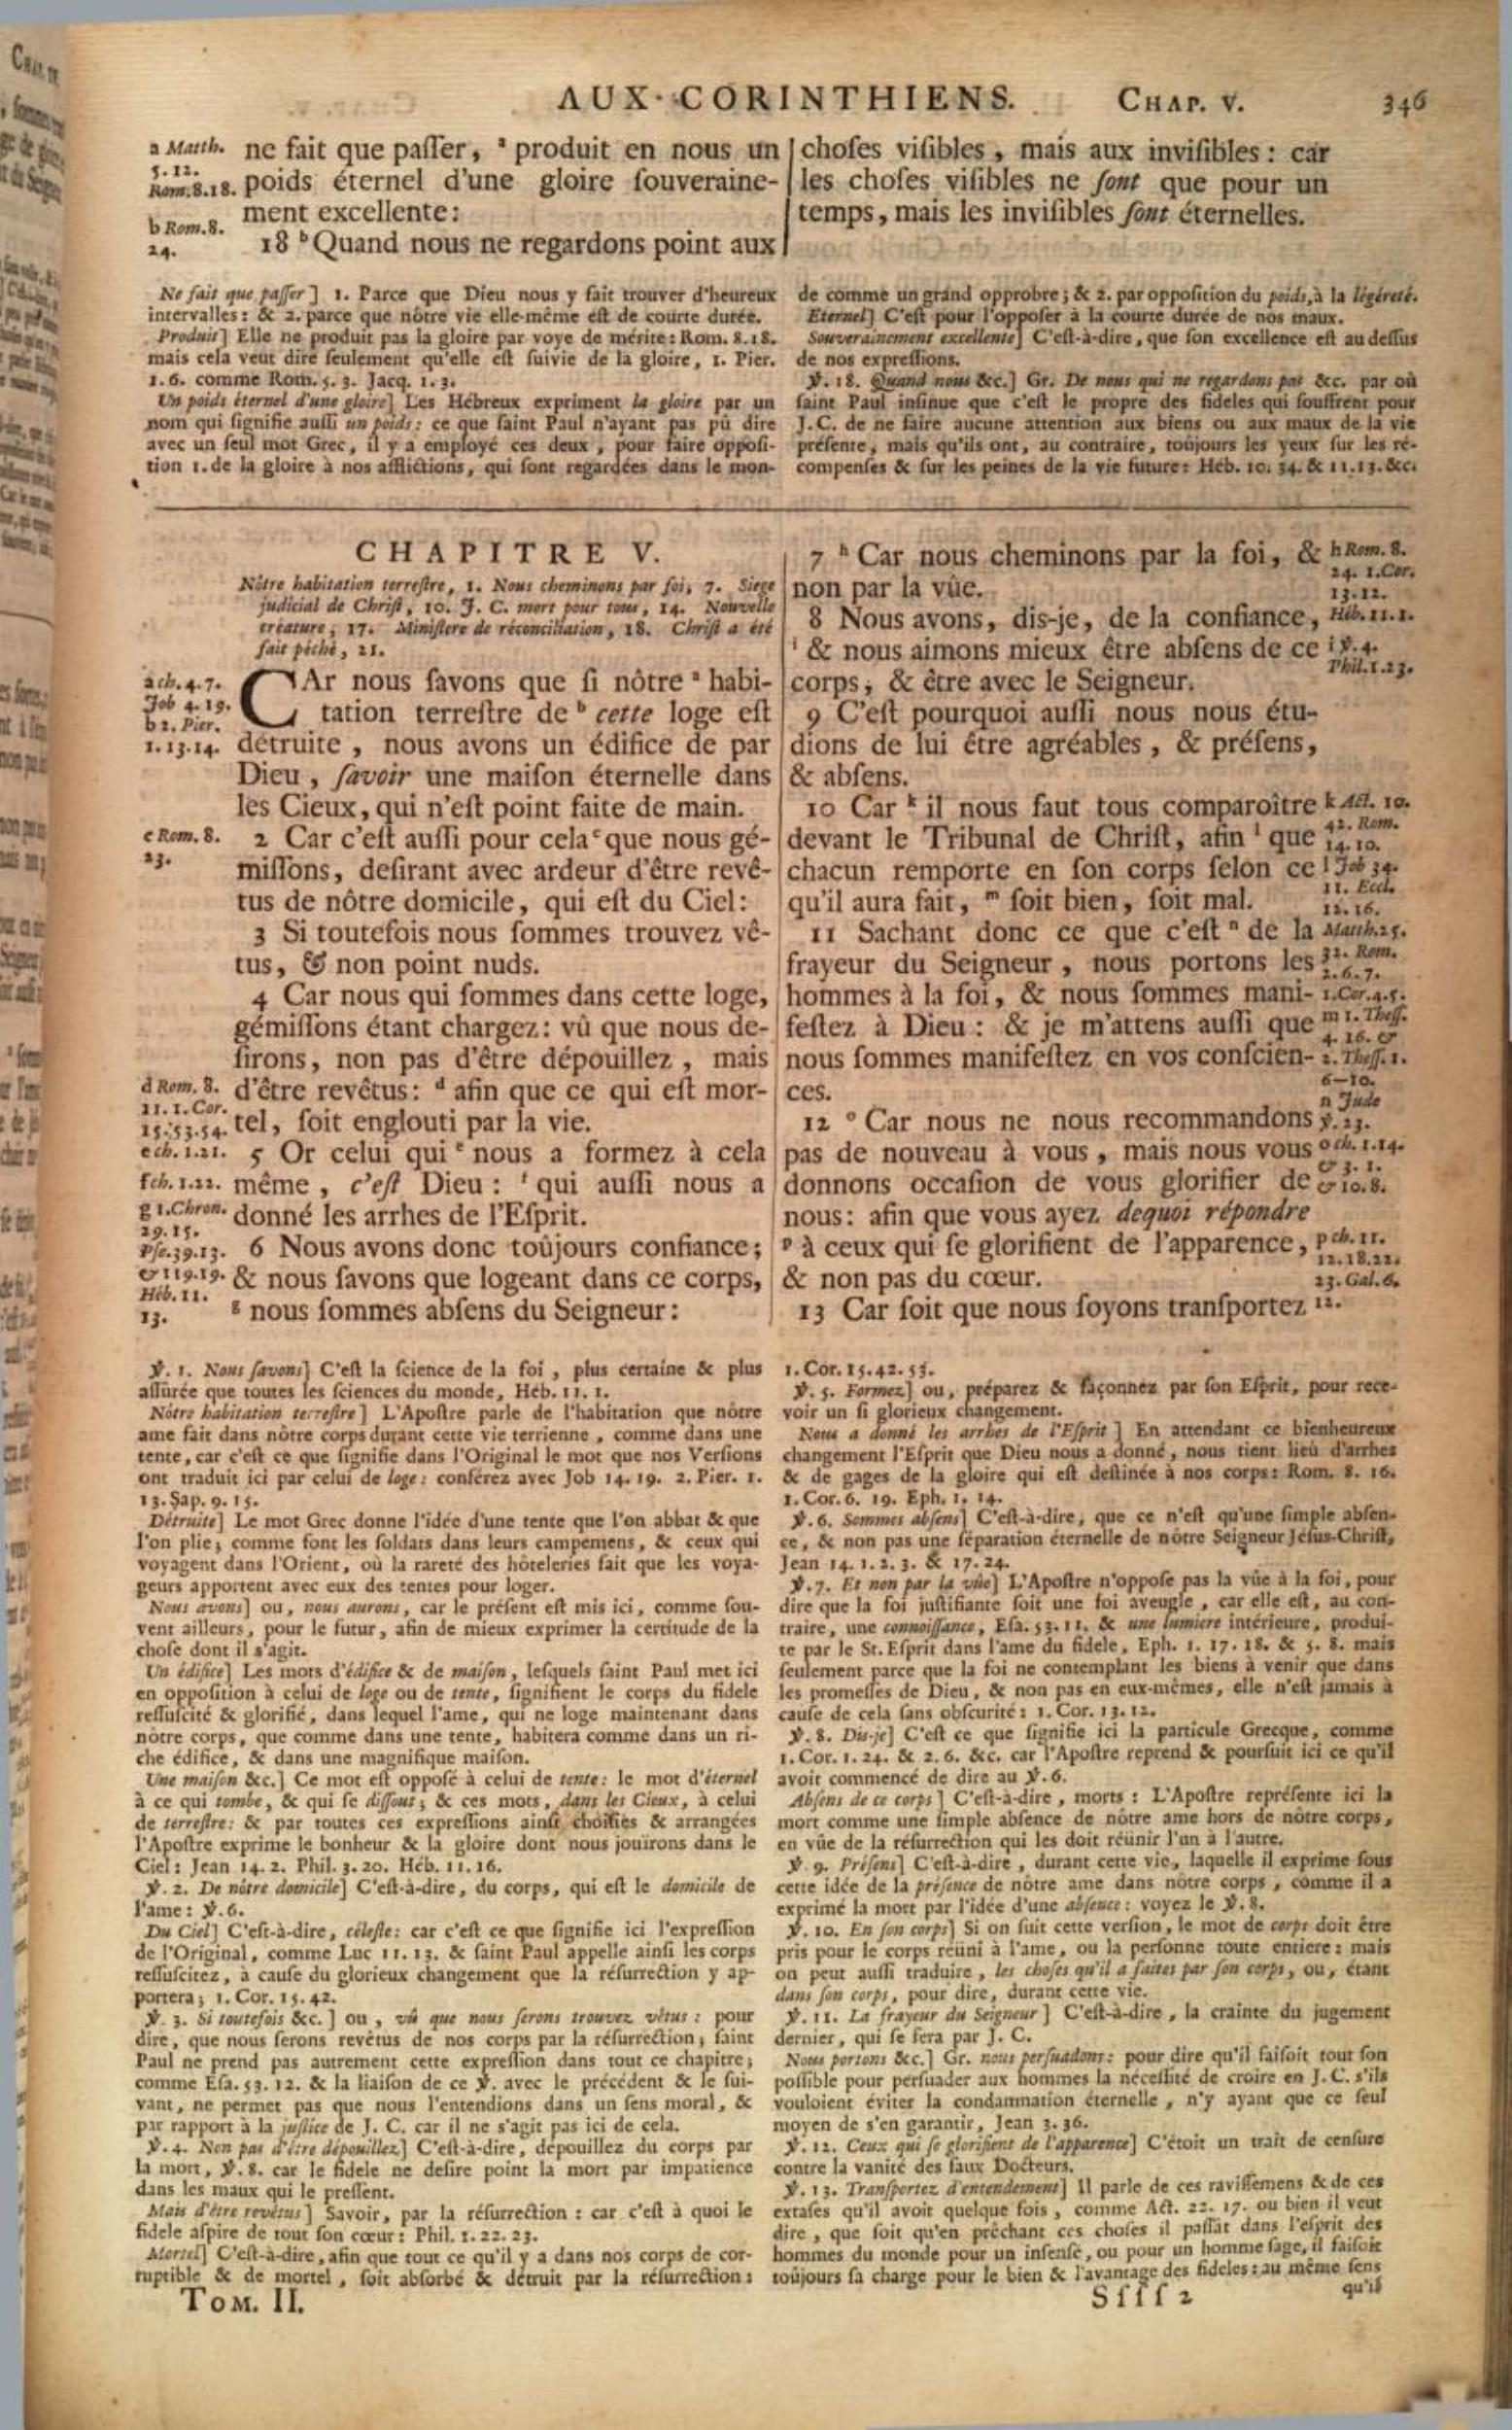 AUX CORINTHIENS. CHAP. V. 346
a Matth.
5.12.
Rom.8.18.
b Rom.8.
24.
ne fait que paſſer, ª produit en nous un
poids éternel d'une gloire ſouveraine-
ment excellente:
18 ᵇ Quand nous ne regardons point aux
choſes viſibles, mais aux inviſibles: car
les choſes viſibles ne ſont que pour un
temps, mais les inviſibles ſont éternelles.
Ne fait que paſſer] 1. Parce que Dieu nous y fait trouver d'heureux
intervalles: & 2. parce que nôtre vie elle-même eſt de courte durée.
Produit] Elle ne produit pas la gloire par voye de mérite: Rom. 8.18.
mais cela veut dire ſeulement qu'elle eſt ſuivie de la gloire, 1. Pier.
1.6. comme Rom. 5.3. Jacq. 1.3.
Un poids éternel d'une gloire] Les Hébreux expriment la gloire par un
nom qui ſignifie auſſi un poids: ce que ſaint Paul n'ayant pas pû dire
avec un ſeul mot Grec, il y a employé ces deux, pour faire oppoſi-
tion 1. de la gloire à nos afflictions, qui ſont regardées dans le mon-
de comme un grand opprobre; & 2. par oppoſition du poids, à la légéreté.
Eternel] C'eſt pour l'oppoſer à la courte durée de nos maux.
Souverainement excellente] C'eſt-à-dire, que ſon excellence eſt au deſſus
de nos expreſſions.
℣. 18. Quand nous &c.] Gr. De nous qui ne regardons pas &c. par où
ſaint Paul inſinue que c'eſt le propre des fideles qui ſouffrent pour
J.C. de ne faire aucune attention aux biens ou aux maux de la vie
préſente, mais qu'ils ont, au contraire, toûjours les yeux ſur les ré-
compenſes & ſur les peines de la vie future: Héb. 10. 34. & 11.13.&c.
CHAPITRE V.
Nôtre habitation terreſtre, 1. Nous cheminons par foi, 7. Siege
judicial de Chriſt, 10. J. C. mort pour tous, 14. Nouvelle
créature, 17. Miniſtere de réconciliation, 18. Chriſt a été
fait péché, 21.
a ch.4.7.
Job 4.19.
b 2. Pier.
1.13.14.
CAr nous ſavons que ſi nôtre ª habi-
tation terreſtre de ᵇ cette loge eſt
détruite, nous avons un édifice de par
Dieu, ſavoir une maiſon éternelle dans
les Cieux, qui n'eſt point faite de main.
c Rom. 8.
23.
2 Car c'eſt auſſi pour cela ᶜ que nous gé-
miſſons, deſirant avec ardeur d'être revê-
tus de nôtre domicile, qui eſt du Ciel:
3 Si toutefois nous ſommes trouvez vê-
tus, & non point nuds.
4 Car nous qui ſommes dans cette loge,
gémiſſons étant chargez: vû que nous de-
ſirons, non pas d'être dépouillez, mais
d'être revêtus: ᵈ afin que ce qui eſt mor-
tel, ſoit englouti par la vie.
d Rom. 8.
11. 1. Cor.
15.53.54.
e ch. 1.21.
f ch. 1.22.
g 1.Chron.
29.15.
Pſe.39.13.
& 119.19.
Héb. 11.
13.
5 Or celui qui ᵉ nous a formez à cela
même, c'eſt Dieu: ᶠ qui auſſi nous a
donné les arrhes de l'Eſprit.
6 Nous avons donc toûjours confiance;
& nous ſavons que logeant dans ce corps,
ᵍ nous ſommes abſens du Seigneur:
7 ʰ Car nous cheminons par la foi, &
non par la vûe.
8 Nous avons, dis-je, de la confiance,
ⁱ & nous aimons mieux être abſens de ce
corps, & être avec le Seigneur.
9 C'eſt pourquoi auſſi nous nous étu-
dions de lui être agréables, & préſens,
& abſens.
10 Car ᵏ il nous faut tous comparoître
devant le Tribunal de Chriſt, afin ˡ que
chacun remporte en ſon corps ſelon ce
qu'il aura fait, ᵐ ſoit bien, ſoit mal.
11 Sachant donc ce que c'eſt ⁿ de la
frayeur du Seigneur, nous portons les
hommes à la foi, & nous ſommes mani-
feſtez à Dieu: & je m'attens auſſi que
nous ſommes manifeſtez en vos conſcien-
ces.
12 ᵒ Car nous ne nous recommandons
pas de nouveau à vous, mais nous vous
donnons occaſion de vous glorifier de
nous: afin que vous ayez dequoi répondre
ᵖ à ceux qui ſe glorifient de l'apparence,
& non pas du cœur.
13 Car ſoit que nous ſoyons tranſportez
h Rom. 8.
24. 1.Cor.
13.12.
Héb.11.1.
i ℣.4.
Phil.1.23.
k Act. 10.
42. Rom.
14.10.
l Job 34.
11. Eccl.
12.16.
Matth.25.
32. Rom.
2.6.7.
1.Cor.4.5.
m 1. Theſſ.
4. 16. &
2. Theſſ. 1.
6—10.
n Jude
℣.23.
o ch. 1.14.
& 3. 1.
& 10.8.
p ch. 11.
12.18.22.
23. Gal.6.
12.
℣. 1. Nous ſavons] C'eſt la ſcience de la foi, plus certaine & plus
aſſûrée que toutes les ſciences du monde, Héb. 11. 1.
Nôtre habitation terreſtre] L'Apoſtre parle de l'habitation que nôtre
ame fait dans nôtre corps durant cette vie terrienne, comme dans une
tente, car c'eſt ce que ſignifie dans l'Original le mot que nos Verſions
ont traduit ici par celui de loge: conférez avec Job 14. 19. 2. Pier. 1.
13. Sap. 9. 15.
Détruite] Le mot Grec donne l'idée d'une tente que l'on abbat & que
l'on plie; comme font les ſoldats dans leurs campemens, & ceux qui
voyagent dans l'Orient, où la rareté des hôteleries fait que les voya-
geurs apportent avec eux des tentes pour loger.
Nous avons] ou, nous aurons, car le préſent eſt mis ici, comme ſou-
vent ailleurs, pour le futur, afin de mieux exprimer la certitude de la
choſe dont il s'agit.
Un édifice] Les mots d'édifice & de maiſon, leſquels ſaint Paul met ici
en oppoſition à celui de loge ou de tente, ſignifient le corps du fidele
reſſuſcité & glorifié, dans lequel l'ame, qui ne loge maintenant dans
nôtre corps, que comme dans une tente, habitera comme dans un ri-
che édifice, & dans une magnifique maiſon.
Une maiſon &c.] Ce mot eſt oppoſé à celui de tente: le mot d'éternel
à ce qui tombe, & qui ſe diſſout; & ces mots, dans les Cieux, à celui
de terreſtre: & par toutes ces expreſſions ainſi choiſies & arrangées
l'Apoſtre exprime le bonheur & la gloire dont nous jouïrons dans le
Ciel: Jean 14. 2. Phil. 3. 20. Héb. 11. 16.
℣. 2. De nôtre domicile] C'eſt-à-dire, du corps, qui eſt le domicile de
l'ame: ℣. 6.
Du Ciel] C'eſt-à-dire, céleſte: car c'eſt ce que ſignifie ici l'expreſſion
de l'Original, comme Luc 11. 13. & ſaint Paul appelle ainſi les corps
reſſuſcitez, à cauſe du glorieux changement que la réſurrection y ap-
portera; 1. Cor. 15. 42.
℣. 3. Si toutefois &c.] ou, vû que nous ſerons trouvez vêtus: pour
dire, que nous ſerons revêtus de nos corps par la réſurrection; ſaint
Paul ne prend pas autrement cette expreſſion dans tout ce chapitre;
comme Eſa. 53. 12. & la liaiſon de ce ℣. avec le précédent & le ſui-
vant, ne permet pas que nous l'entendions dans un ſens moral, &
par rapport à la juſtice de J. C. car il ne s'agit pas ici de cela.
℣. 4. Non pas d'être dépouillez] C'eſt-à-dire, dépouillez du corps par
la mort, ℣. 8. car le fidele ne deſire point la mort par impatience
dans les maux qui le preſſent.
Mais d'être revêtus] Savoir, par la réſurrection: car c'eſt à quoi le
fidele aſpire de tout ſon cœur: Phil. 1. 22. 23.
Mortel] C'eſt-à-dire, afin que tout ce qu'il y a dans nos corps de cor-
ruptible & de mortel, ſoit abſorbé & détruit par la réſurrection:
1. Cor. 15. 42. 53.
℣. 5. Formez] ou, préparez & façonnez par ſon Eſprit, pour rece-
voir un ſi glorieux changement.
Nous a donné les arrhes de l'Eſprit] En attendant ce bienheureux
changement l'Eſprit que Dieu nous a donné, nous tient lieu d'arrhes
& de gages de la gloire qui eſt deſtinée à nos corps: Rom. 8. 16.
1. Cor. 6. 19. Eph. 1. 14.
℣. 6. Sommes abſens] C'eſt-à-dire, que ce n'eſt qu'une ſimple abſen-
ce, & non pas une ſéparation éternelle de nôtre Seigneur Jéſus-Chriſt,
Jean 14. 1. 2. 3. & 17. 24.
℣. 7. Et non par la vûe] L'Apoſtre n'oppoſe pas la vûe à la foi, pour
dire que la foi juſtifiante ſoit une foi aveugle, car elle eſt, au con-
traire, une connoiſſance, Eſa. 53. 11. & une lumiere intérieure, produi-
te par le St. Eſprit dans l'ame du fidele, Eph. 1. 17. 18. & 5. 8. mais
ſeulement parce que la foi ne contemplant les biens à venir que dans
les promeſſes de Dieu, & non pas en eux-mêmes, elle n'eſt jamais à
cauſe de cela ſans obſcurité: 1. Cor. 13. 12.
℣. 8. Dis-je] C'eſt ce que ſignifie ici la particule Grecque, comme
1. Cor. 1. 24. & 2. 6. &c. car l'Apoſtre reprend & pourſuit ici ce qu'il
avoit commencé de dire au ℣. 6.
Abſens de ce corps] C'eſt-à-dire, morts: L'Apoſtre repréſente ici la
mort comme une ſimple abſence de nôtre ame hors de nôtre corps,
en vûe de la réſurrection qui les doit réünir l'un à l'autre.
℣. 9. Préſens] C'eſt-à-dire, durant cette vie, laquelle il exprime ſous
cette idée de la préſence de nôtre ame dans nôtre corps, comme il a
exprimé la mort par l'idée d'une abſence: voyez le ℣. 8.
℣. 10. En ſon corps] Si on ſuit cette verſion, le mot de corps doit être
pris pour le corps réüni à l'ame, ou la perſonne toute entiere: mais
on peut auſſi traduire, les choſes qu'il a faites par ſon corps, ou, étant
dans ſon corps, pour dire, durant cette vie.
℣. 11. La frayeur du Seigneur] C'eſt-à-dire, la crainte du jugement
dernier, qui ſe fera par J. C.
Nous portons &c.] Gr. nous perſuadons: pour dire qu'il faiſoit tout ſon
poſſible pour perſuader aux hommes la néceſſité de croire en J. C. s'ils
vouloient éviter la condamnation éternelle, n'y ayant que ce ſeul
moyen de s'en garantir, Jean 3. 36.
℣. 12. Ceux qui ſe glorifient de l'apparence] C'étoit un trait de cenſure
contre la vanité des faux Docteurs.
℣. 13. Tranſportez d'entendement] Il parle de ces raviſſemens & de ces
extaſes qu'il avoit quelque fois, comme Act. 22. 17. ou bien il veut
dire, que ſoit qu'en prêchant ces choſes il paſſât dans l'eſprit des
hommes du monde pour un inſenſé, ou pour un homme ſage, il faiſoit
toûjours ſa charge pour le bien & l'avantage des fideles: au même ſens
qu'il
TOM. II. Sſſſ 2